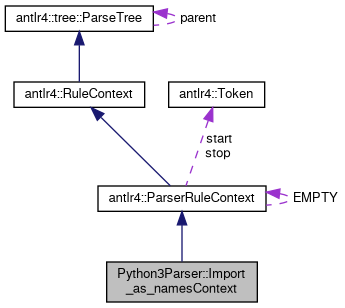 antlr4::tree::ParseTree
parent
antlr4::RuleContext
antlr4::Token
start
stop
antlr4::ParserRuleContext
EMPTY
Python3Parser::Import
_as_namesContext